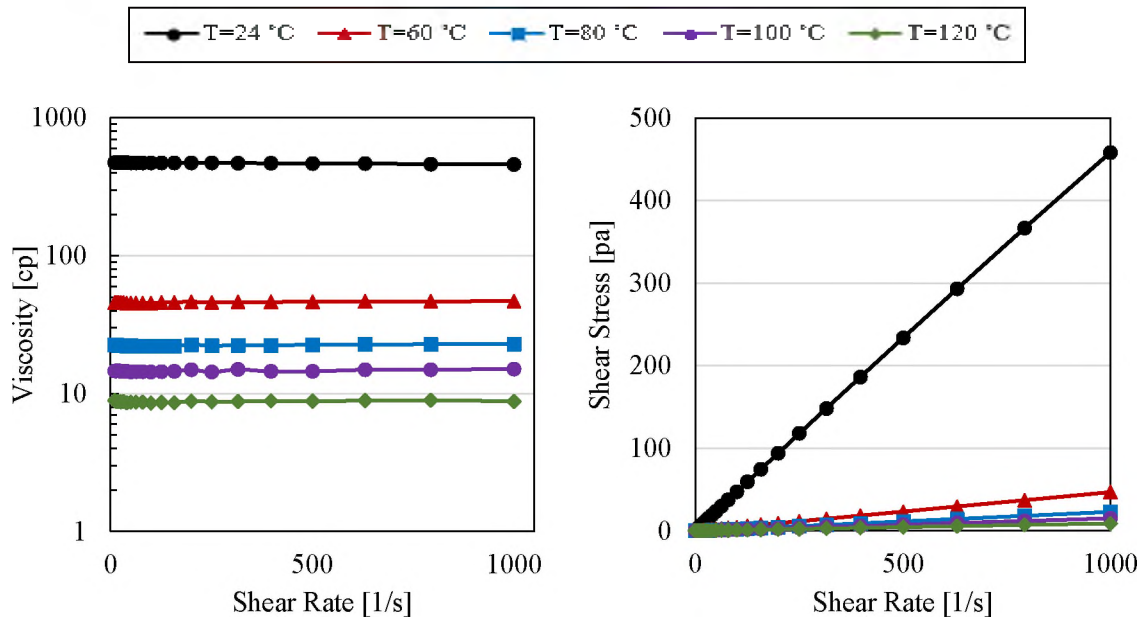 T=24 °C T=60 °C T=80 °C T=100 °C T=120 °C
1000
100
10
1
Viscosity [cp]
0 500 1000
Shear Rate [1/s]
500
400
300
200
100
0
Shear Stress [pa]
0 500 1000
Shear Rate [1/s]